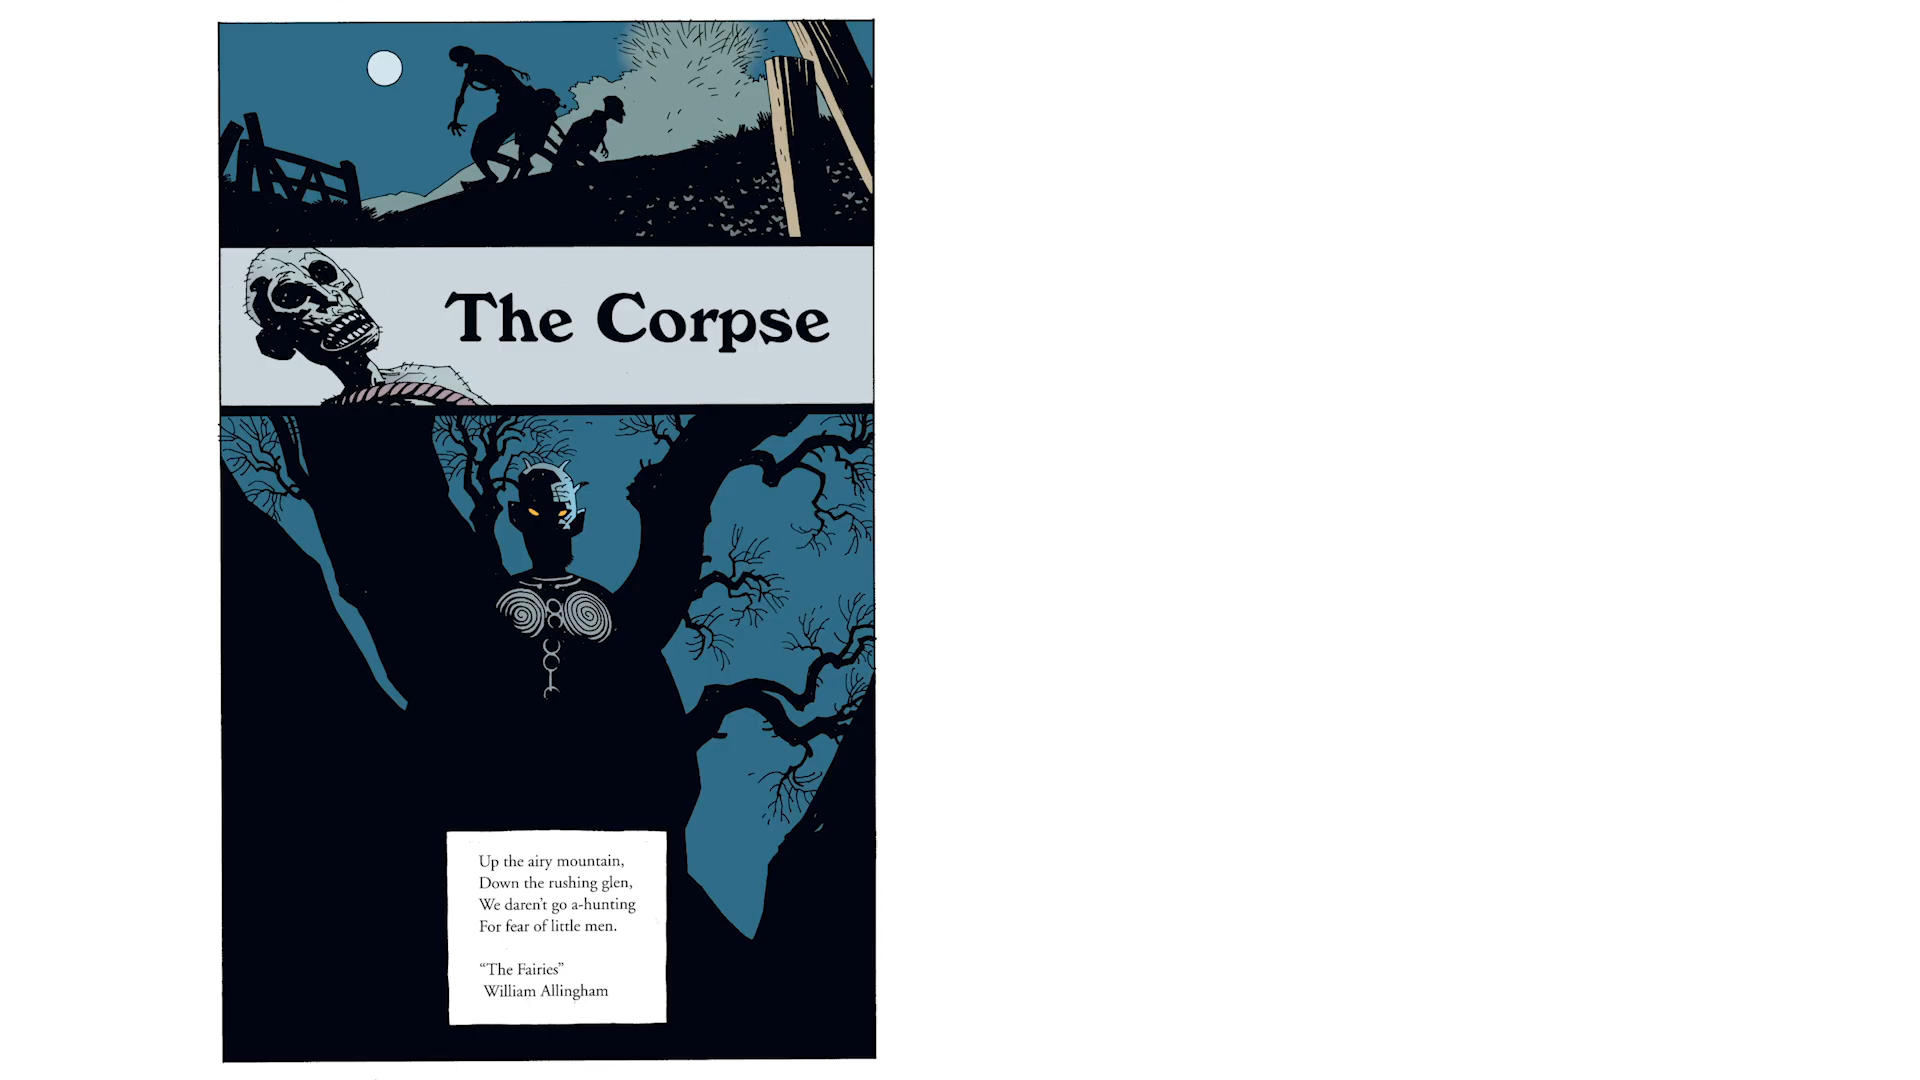 The Corpse
Up the airy mountain,
Down the rushing glen,
We daren't go a-hunting
For fear of little men.
“The Fairies”
William Allingham